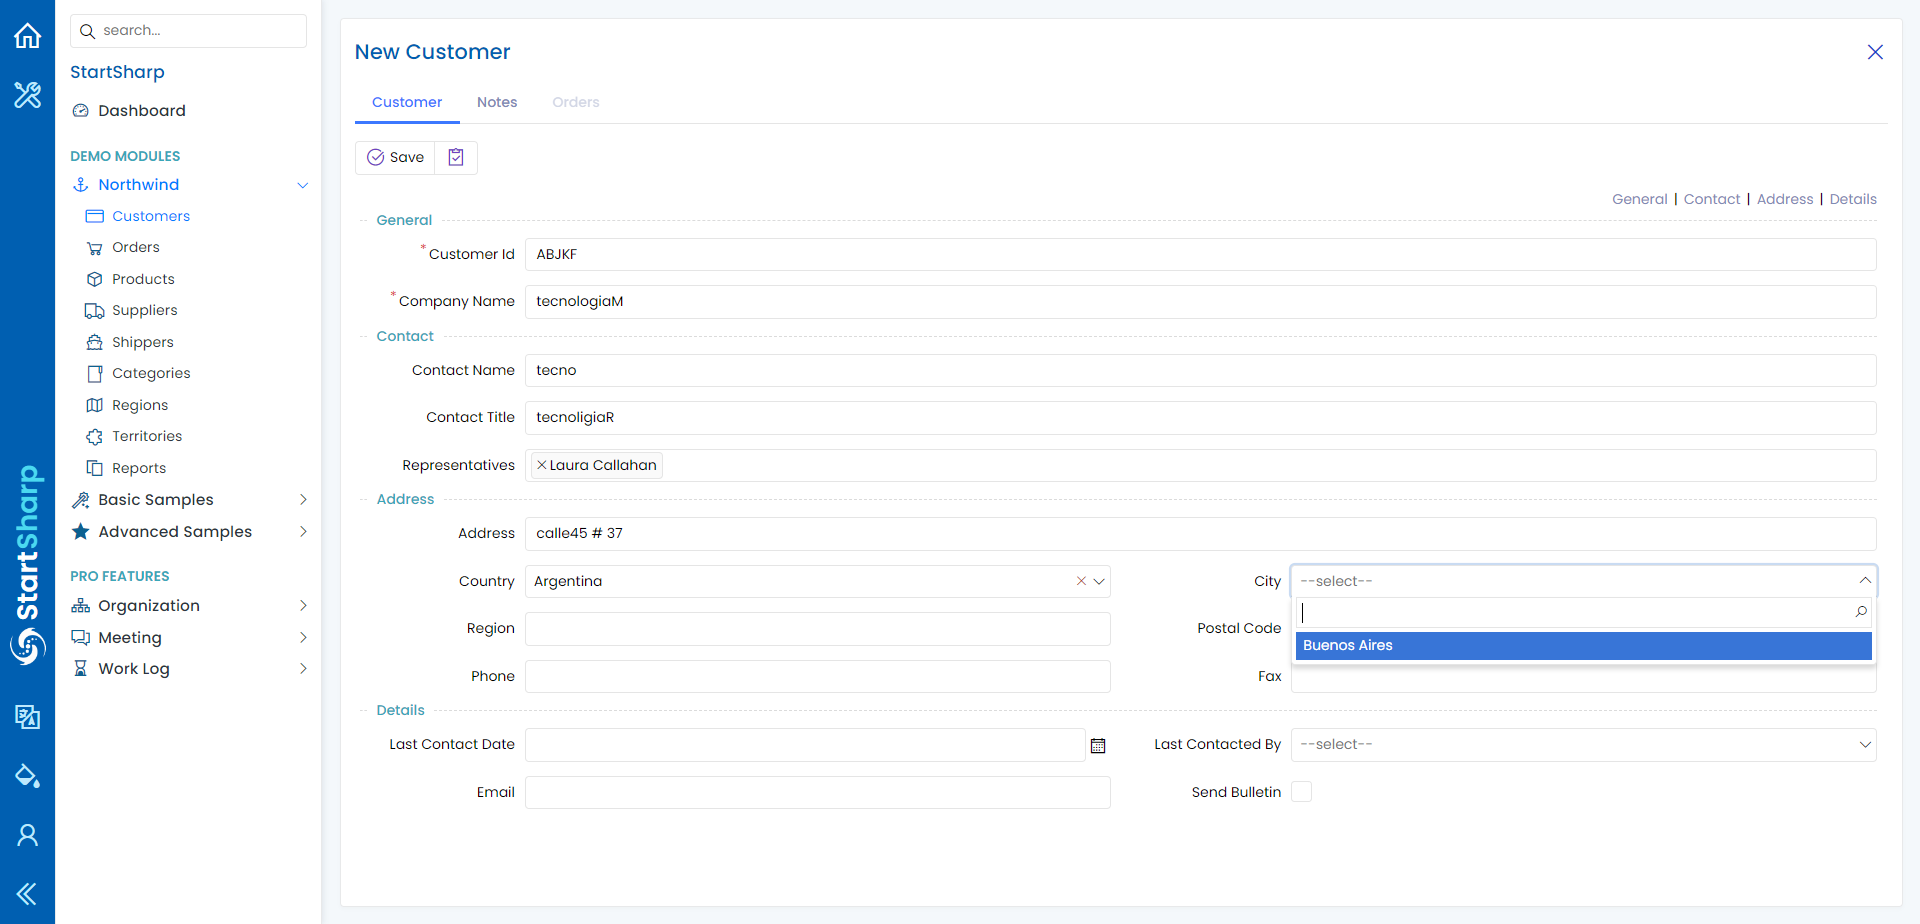 StartSharp
search...
StartSharp
Dashboard
DEMO MODULES
Northwind
Customers
Orders
Products
Suppliers
Shippers
Categories
Regions
Territories
Reports
Basic Samples
Advanced Samples
PRO FEATURES
Organization
Meeting
Work Log
New Customer
Customer Notes Orders
Save
General | Contact | Address | Details
General
* Customer Id ABJKF
* Company Name tecnologiaM
Contact
Contact Name tecno
Contact Title tecnoligiaR
Representatives Laura Callahan
Address
Address calle45 # 37
Country Argentina City --select--
Region Postal Code
Buenos Aires
Phone Fax
Details
Last Contact Date Last Contacted By --select--
Email Send Bulletin